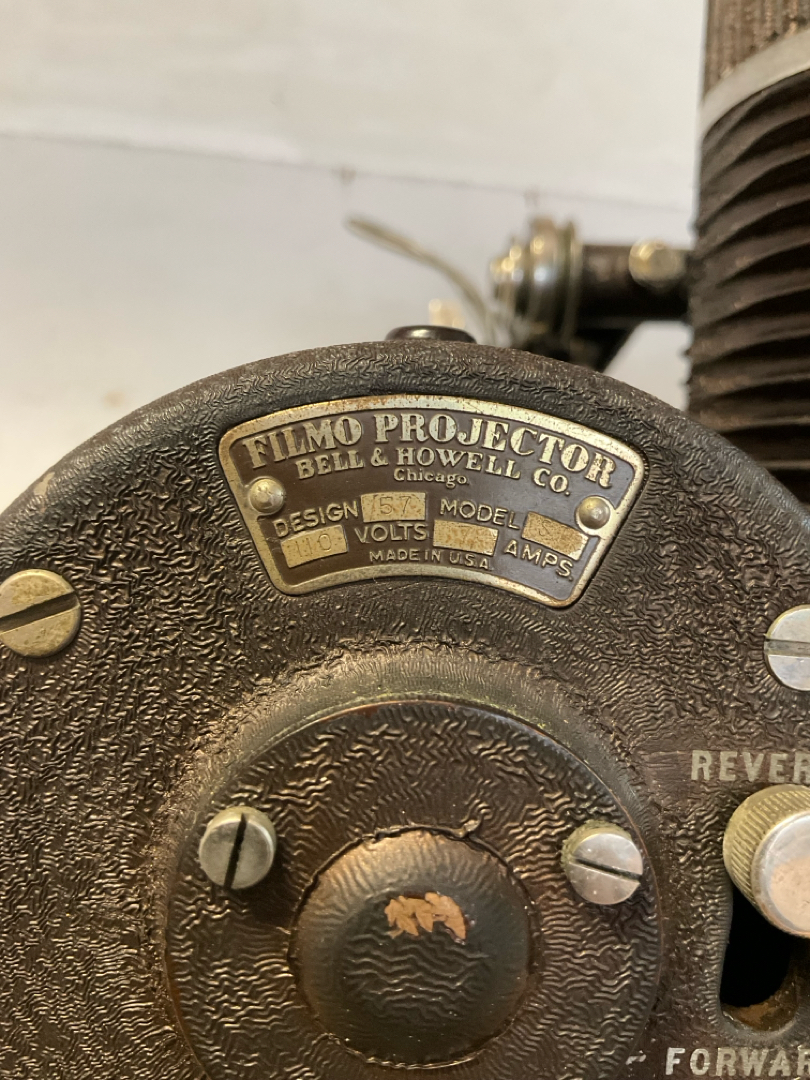 FILMO PROJECTOR
BELL & HOWELL CO.
Chicago.
DESIGN 57 MODEL
110 VOLTS AMPS.
MADE IN U.S.A.
REVER
FORWAR